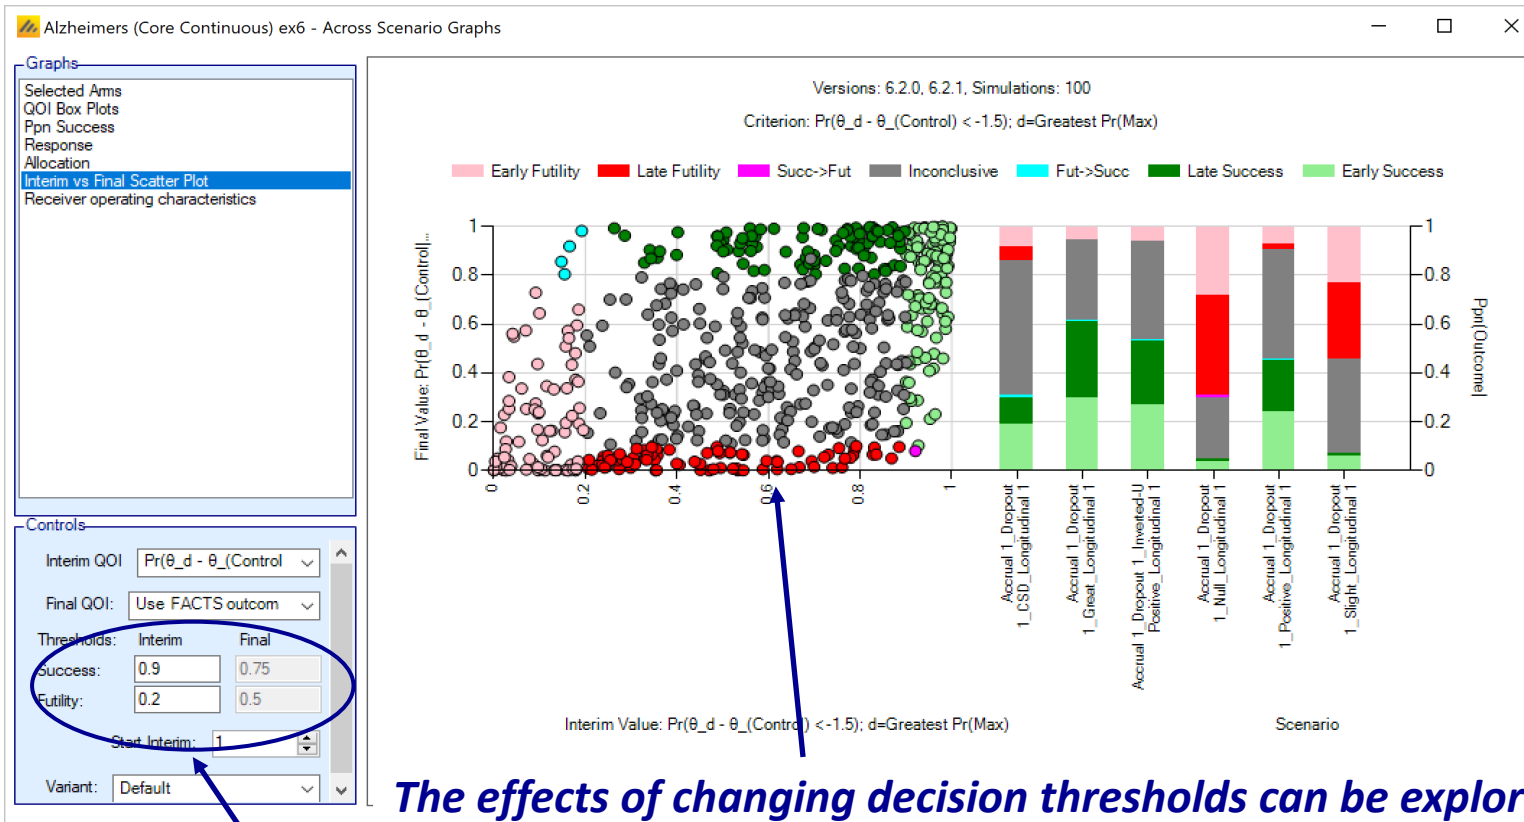 Alzheimers (Core Continuous) ex6 - Across Scenario Graphs
Graphs
Selected Arms
QOI Box Plots
Ppn Success
Response
Allocation
Interim vs Final Scatter Plot
Receiver operating characteristics
Versions: 6.2.0, 6.2.1, Simulations: 100
Criterion: Pr(θ_d - θ_(Control) < -1.5); d=Greatest Pr(Max)
Early Futility Late Futility Succ->Fut Inconclusive Fut->Succ Late Success Early Success
Final Value: Pr(θ_d - θ_(Control)...
1
0.8
0.6
0.4
0.2
0
0 0.2 0.4 0.6 0.8 1
Interim Value: Pr(θ_d - θ_(Control) <-1.5); d=Greatest Pr(Max)
1
0.8
0.6
0.4
0.2
0
Ppn(Outcome)
Accrual 1_Dropout
1_CSD_Longitudinal 1
Accrual 1_Dropout
1_Great_Longitudinal 1
Accrual 1_Dropout 1_Inverted-U
Positive_Longitudinal 1
Accrual 1_Dropout
1_Null_Longitudinal 1
Accrual 1_Dropout
1_Positive_Longitudinal 1
Accrual 1_Dropout
1_Slight_Longitudinal 1
Scenario
Controls
Interim QOI Pr(θ_d - θ_(Control
Final QOI: Use FACTS outcom
Thresholds: Interim Final
Success: 0.9 0.75
Futility: 0.2 0.5
Start Interim: 1
Variant: Default
The effects of changing decision thresholds can be explor